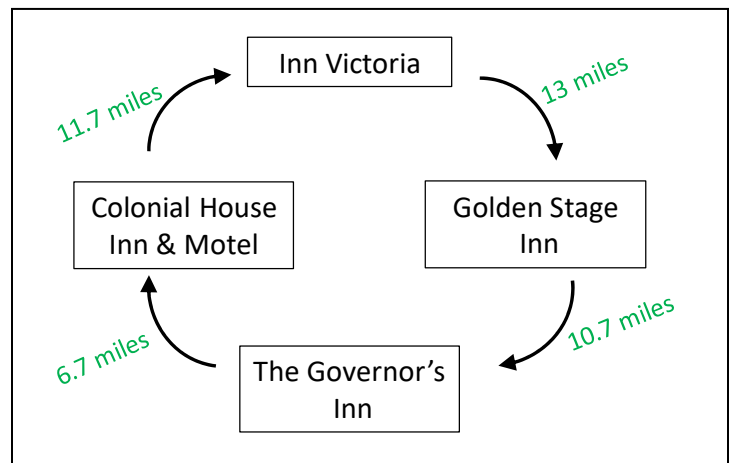 Inn Victoria
13 miles
Golden Stage
Inn
10.7 miles
The Governor's
Inn
6.7 miles
Colonial House
Inn & Motel
11.7 miles